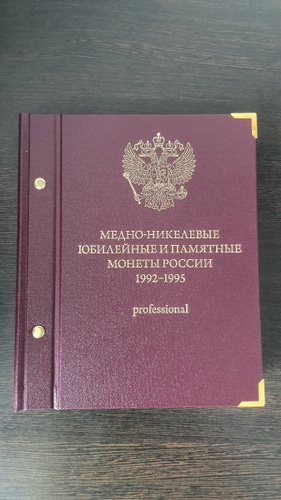 МЕДНО-НИКЕЛЕВЫЕ
ЮБИЛЕЙНЫЕ И ПАМЯТНЫЕ
МОНЕТЫ РОССИИ
1992–1995
professional